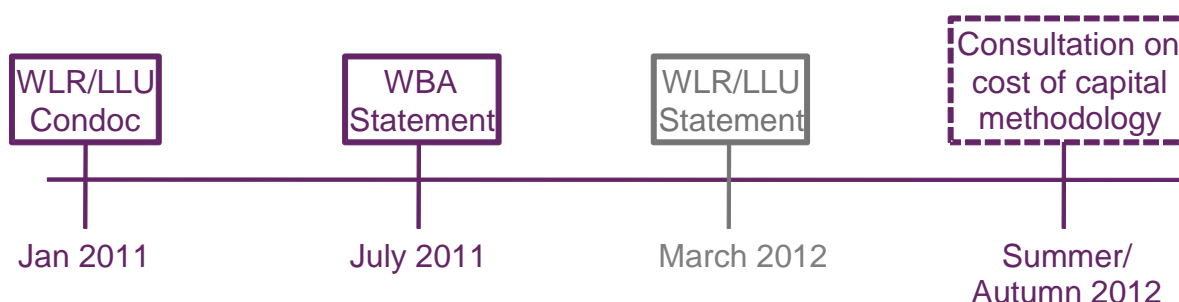 WLR/LLU
Condoc
WBA
Statement
WLR/LLU
Statement
Consultation on
cost of capital
methodology
Jan 2011
July 2011
March 2012
Summer/
Autumn 2012